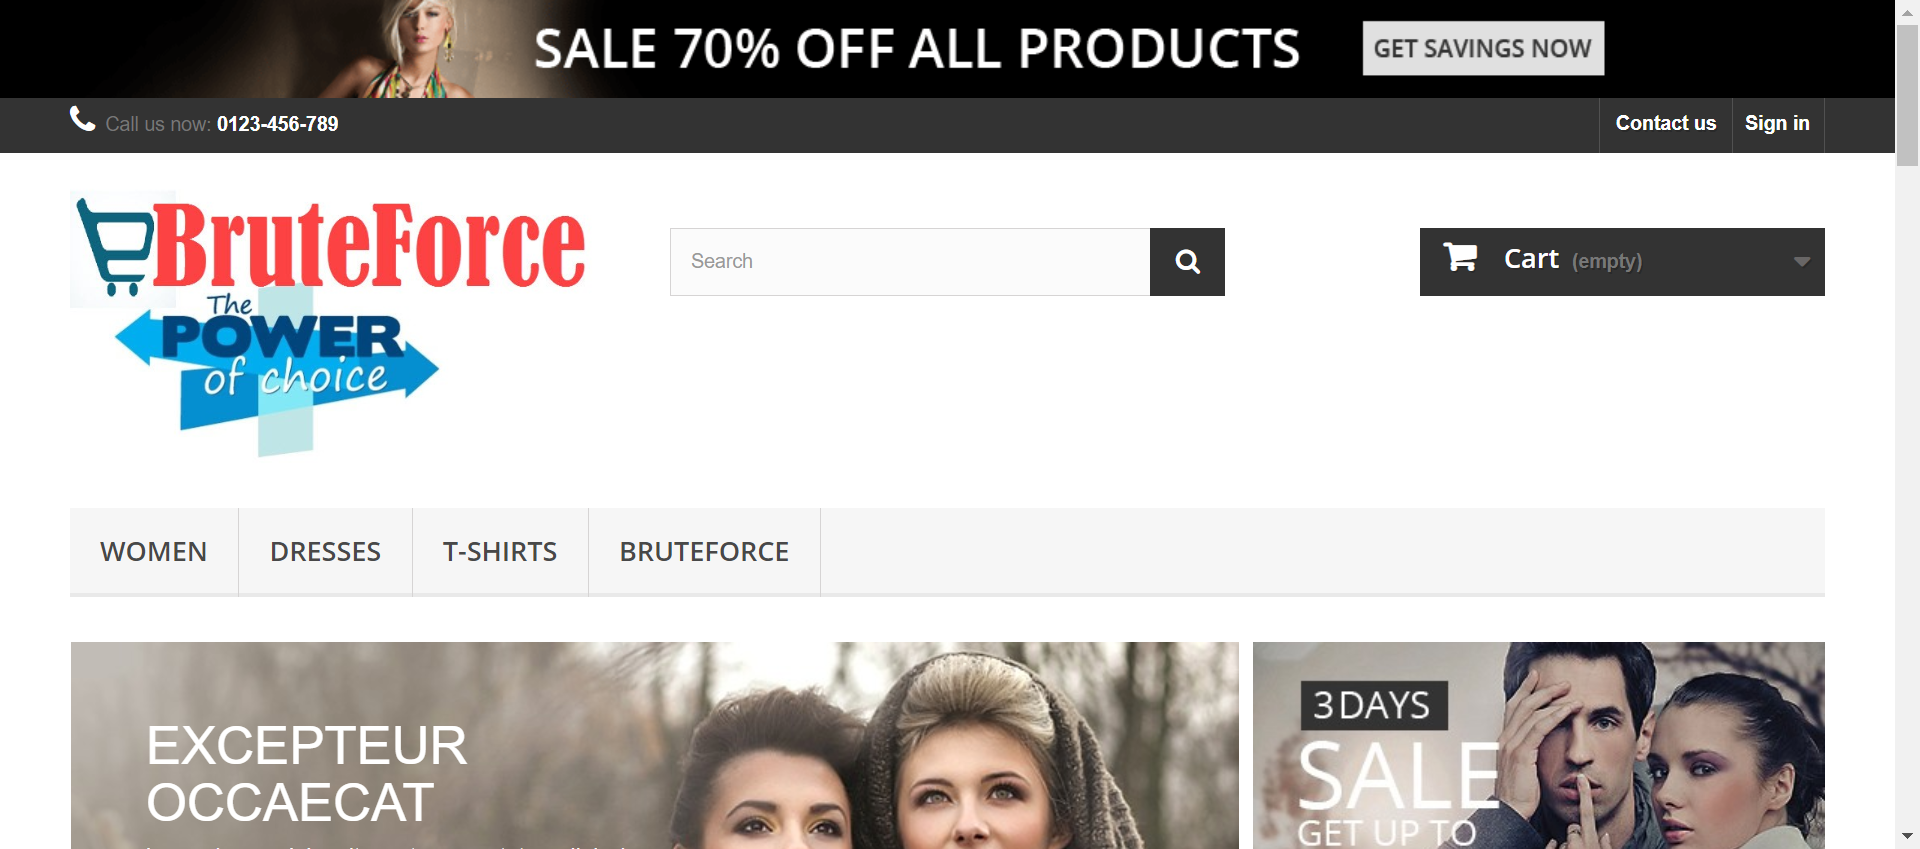 SALE 70% OFF ALL PRODUCTS
GET SAVINGS NOW
Call us now: 0123-456-789
Contact us
Sign in
BruteForce
The
POWER
of choice
Search
Cart (empty)
WOMEN
DRESSES
T-SHIRTS
BRUTEFORCE
EXCEPTEUR
OCCAECAT
3 DAYS
SALE
GET UP TO